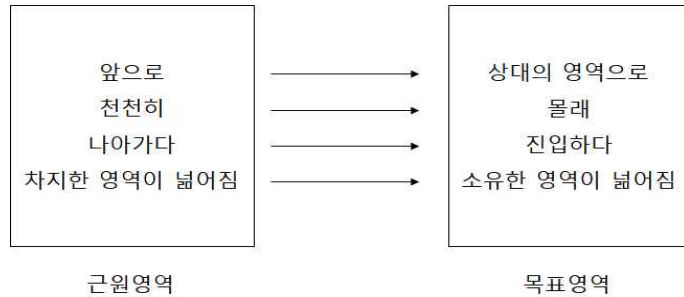 앞으로
천천히
나아가다
차지한 영역이 넓어짐
상대의 영역으로
몰래
진입하다
소유한 영역이 넓어짐
근원영역
목표영역